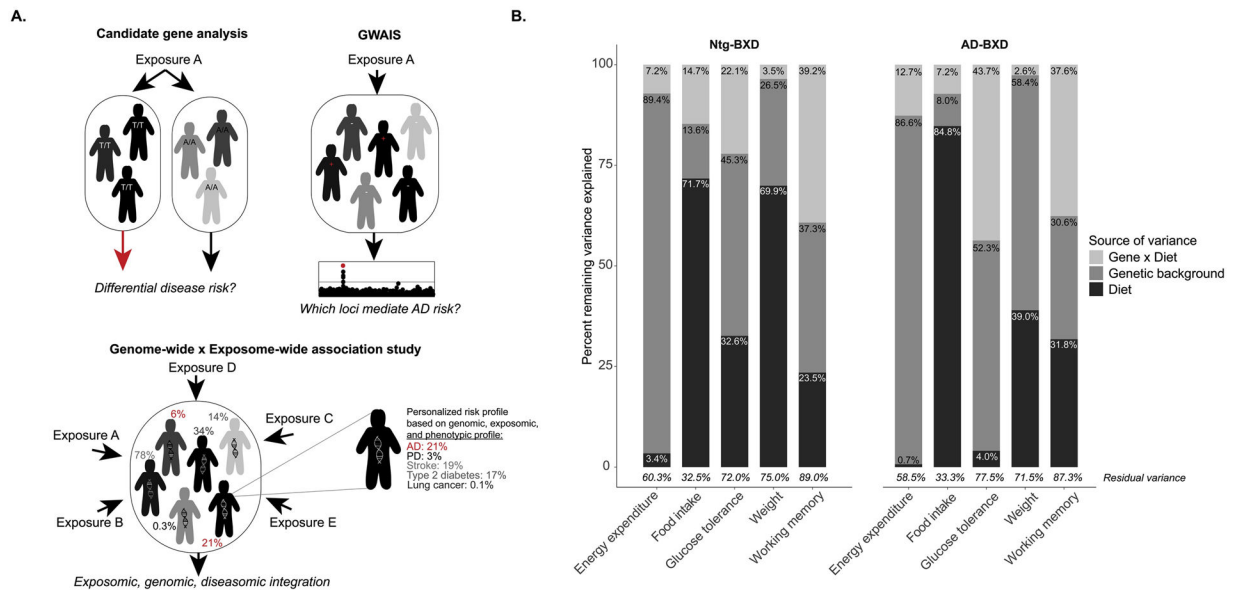 A.
Candidate gene analysis
Exposure A
T/T
T/T
T/T
A/A
A/A
A/A
Differential disease risk?
GWAIS
Exposure A
Which loci mediate AD risk?
Genome-wide x Exposome-wide association study
Exposure D
Exposure A
Exposure C
Exposure B
Exposure E
6%
14%
34%
78%
0.3%
21%
Personalized risk profile
based on genomic, exposomic,
and phenotypic profile:
AD: 21%
PD: 3%
Stroke: 19%
Type 2 diabetes: 17%
Lung cancer: 0.1%
Exposomic, genomic, diseasomic integration
B.
Ntg-BXD
AD-BXD
Percent remaining variance explained
100
75
50
25
0
7.2%
89.4%
3.4%
14.7%
13.6%
71.7%
22.1%
45.3%
32.6%
3.5%
26.5%
69.9%
39.2%
37.3%
23.5%
12.7%
86.6%
0.7%
7.2%
8.0%
84.8%
43.7%
52.3%
4.0%
2.6%
58.4%
39.0%
37.6%
30.6%
31.8%
60.3%
32.5%
72.0%
75.0%
89.0%
58.5%
33.3%
77.5%
71.5%
87.3%
Residual variance
Energy expenditure
Food intake
Glucose tolerance
Weight
Working memory
Energy expenditure
Food intake
Glucose tolerance
Weight
Working memory
Source of variance
Gene x Diet
Genetic background
Diet